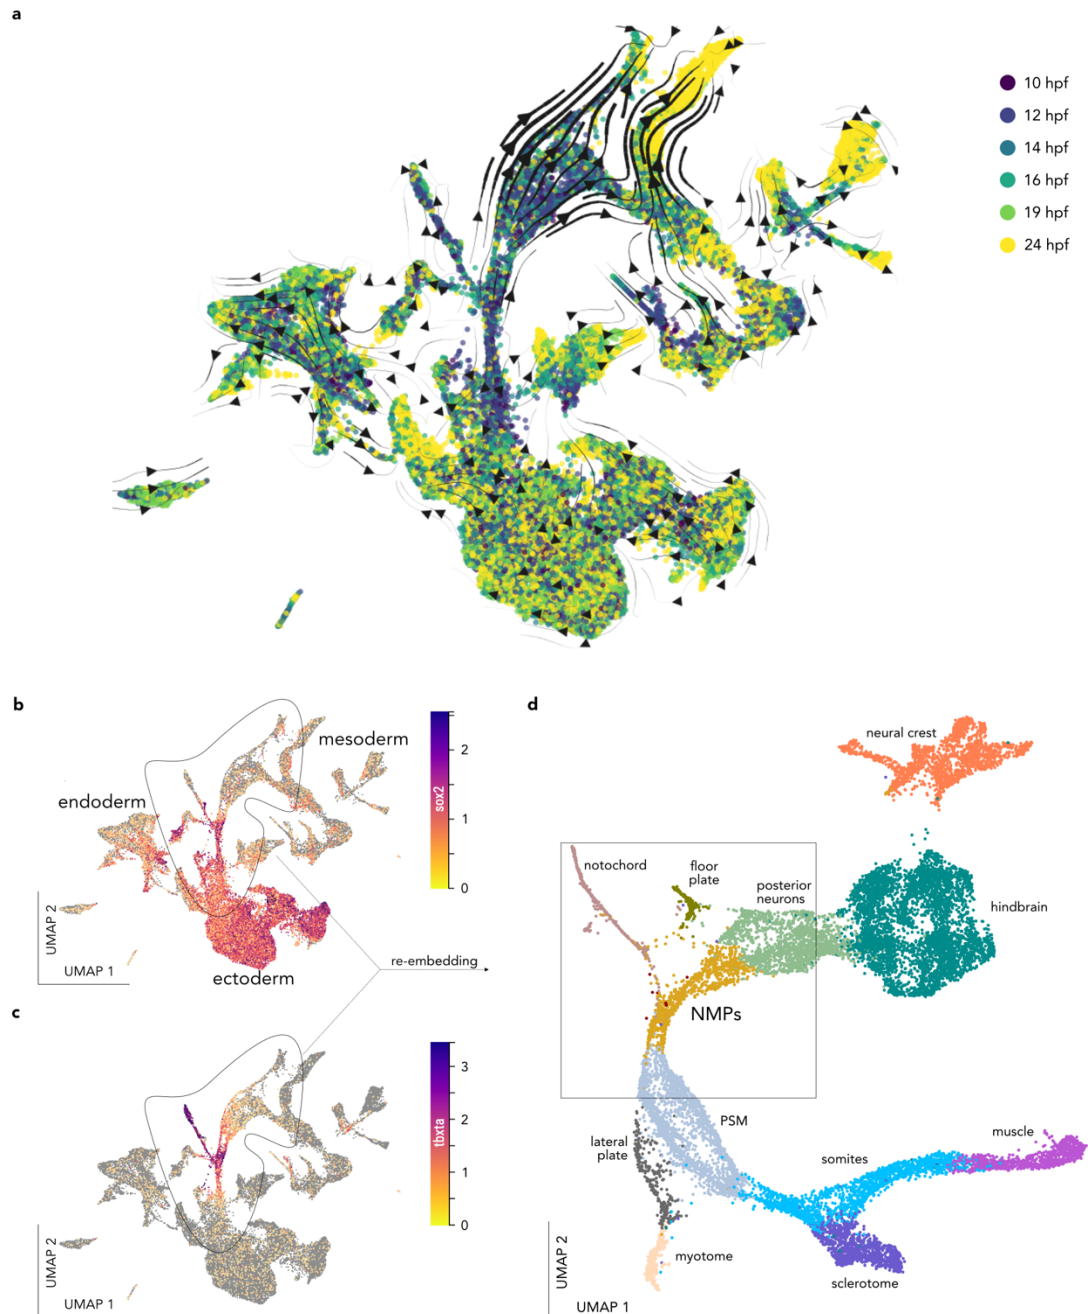 a
10 hpf
12 hpf
14 hpf
16 hpf
19 hpf
24 hpf
b
mesoderm
endoderm
ectoderm
UMAP 2
UMAP 1
2
1
0
sox2
re-embedding
c
UMAP 2
UMAP 1
3
2
1
0
tbxta
d
neural crest
notochord
floor
plate
posterior
neurons
hindbrain
NMPs
PSM
lateral
plate
somites
muscle
myotome
sclerotome
UMAP 2
UMAP 1